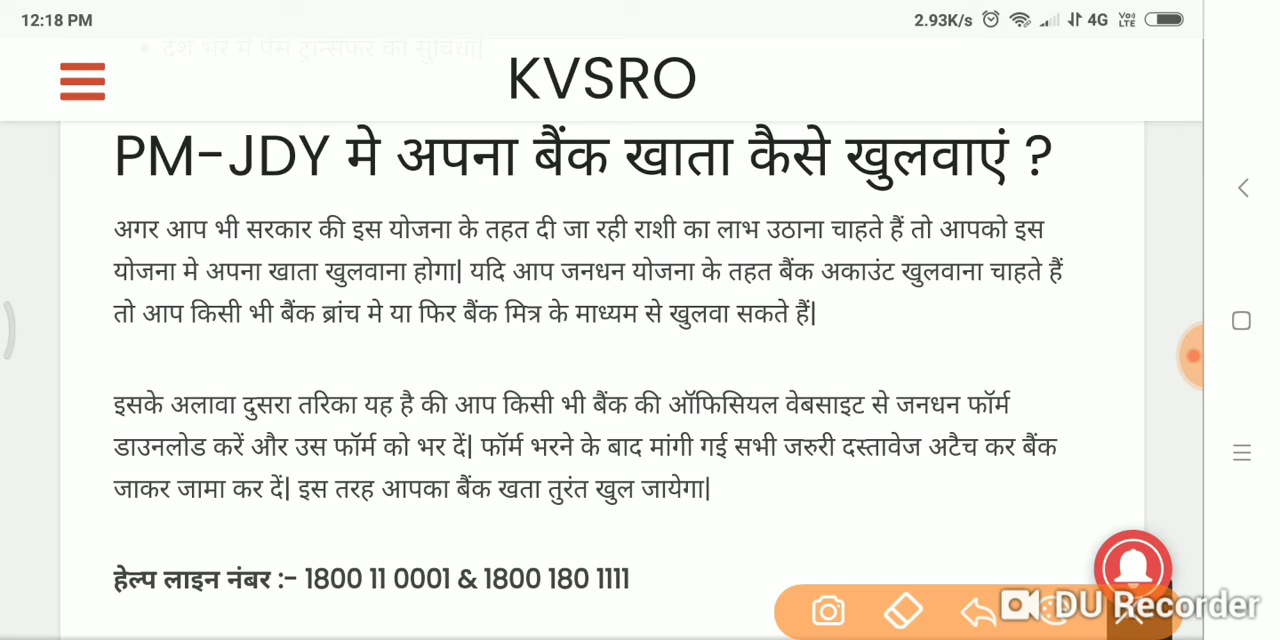 12:18 PM
2.93K/s 4G VoLTE
देश भर मे पैसे ट्रान्सफर की सुविधा|
KVSRO
PM-JDY मे अपना बैंक खाता कैसे खुलवाएं ?
अगर आप भी सरकार की इस योजना के तहत दी जा रही राशी का लाभ उठाना चाहते हैं तो आपको इस
योजना मे अपना खाता खुलवाना होगा| यदि आप जनधन योजना के तहत बैंक अकाउंट खुलवाना चाहते हैं
तो आप किसी भी बैंक ब्रांच मे या फिर बैंक मित्र के माध्यम से खुलवा सकते हैं|
इसके अलावा दुसरा तरिका यह है की आप किसी भी बैंक की ऑफिसियल वेबसाइट से जनधन फॉर्म
डाउनलोड करें और उस फॉर्म को भर दें| फॉर्म भरने के बाद मांगी गई सभी जरुरी दस्तावेज अटैच कर बैंक
जाकर जामा कर दें| इस तरह आपका बैंक खता तुरंत खुल जायेगा|
हेल्प लाइन नंबर :- 1800 11 0001 & 1800 180 1111
DU Recorder